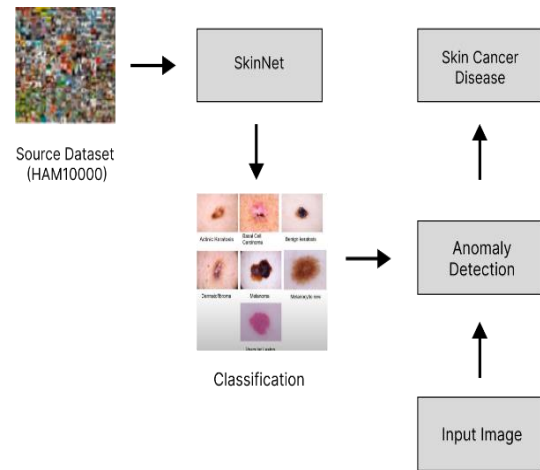 SkinNet
Skin Cancer
Disease
Source Dataset
(HAM10000)
Actinic Keratosis
Basal Cell
Carcinoma
Benign keratosis
Dermatofibroma
Melanoma
Anomaly
Detection
Classification
Input Image